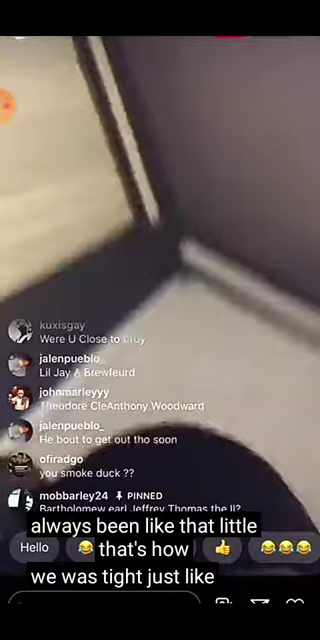 kuxisgay
Were U Close to
jalenpueblo_
Lil Jay A Brewfeurd
johnmarleyyy
Theodore CleAnthony Woodward
jalenpueblo_
He bout to get out tho soon
ofiradgo
you smoke duck ??
mobbarley24 PINNED
Bartholomew earl Jeffrey Thomas the II?
always been like that little
Hello
that's how
we was tight just like